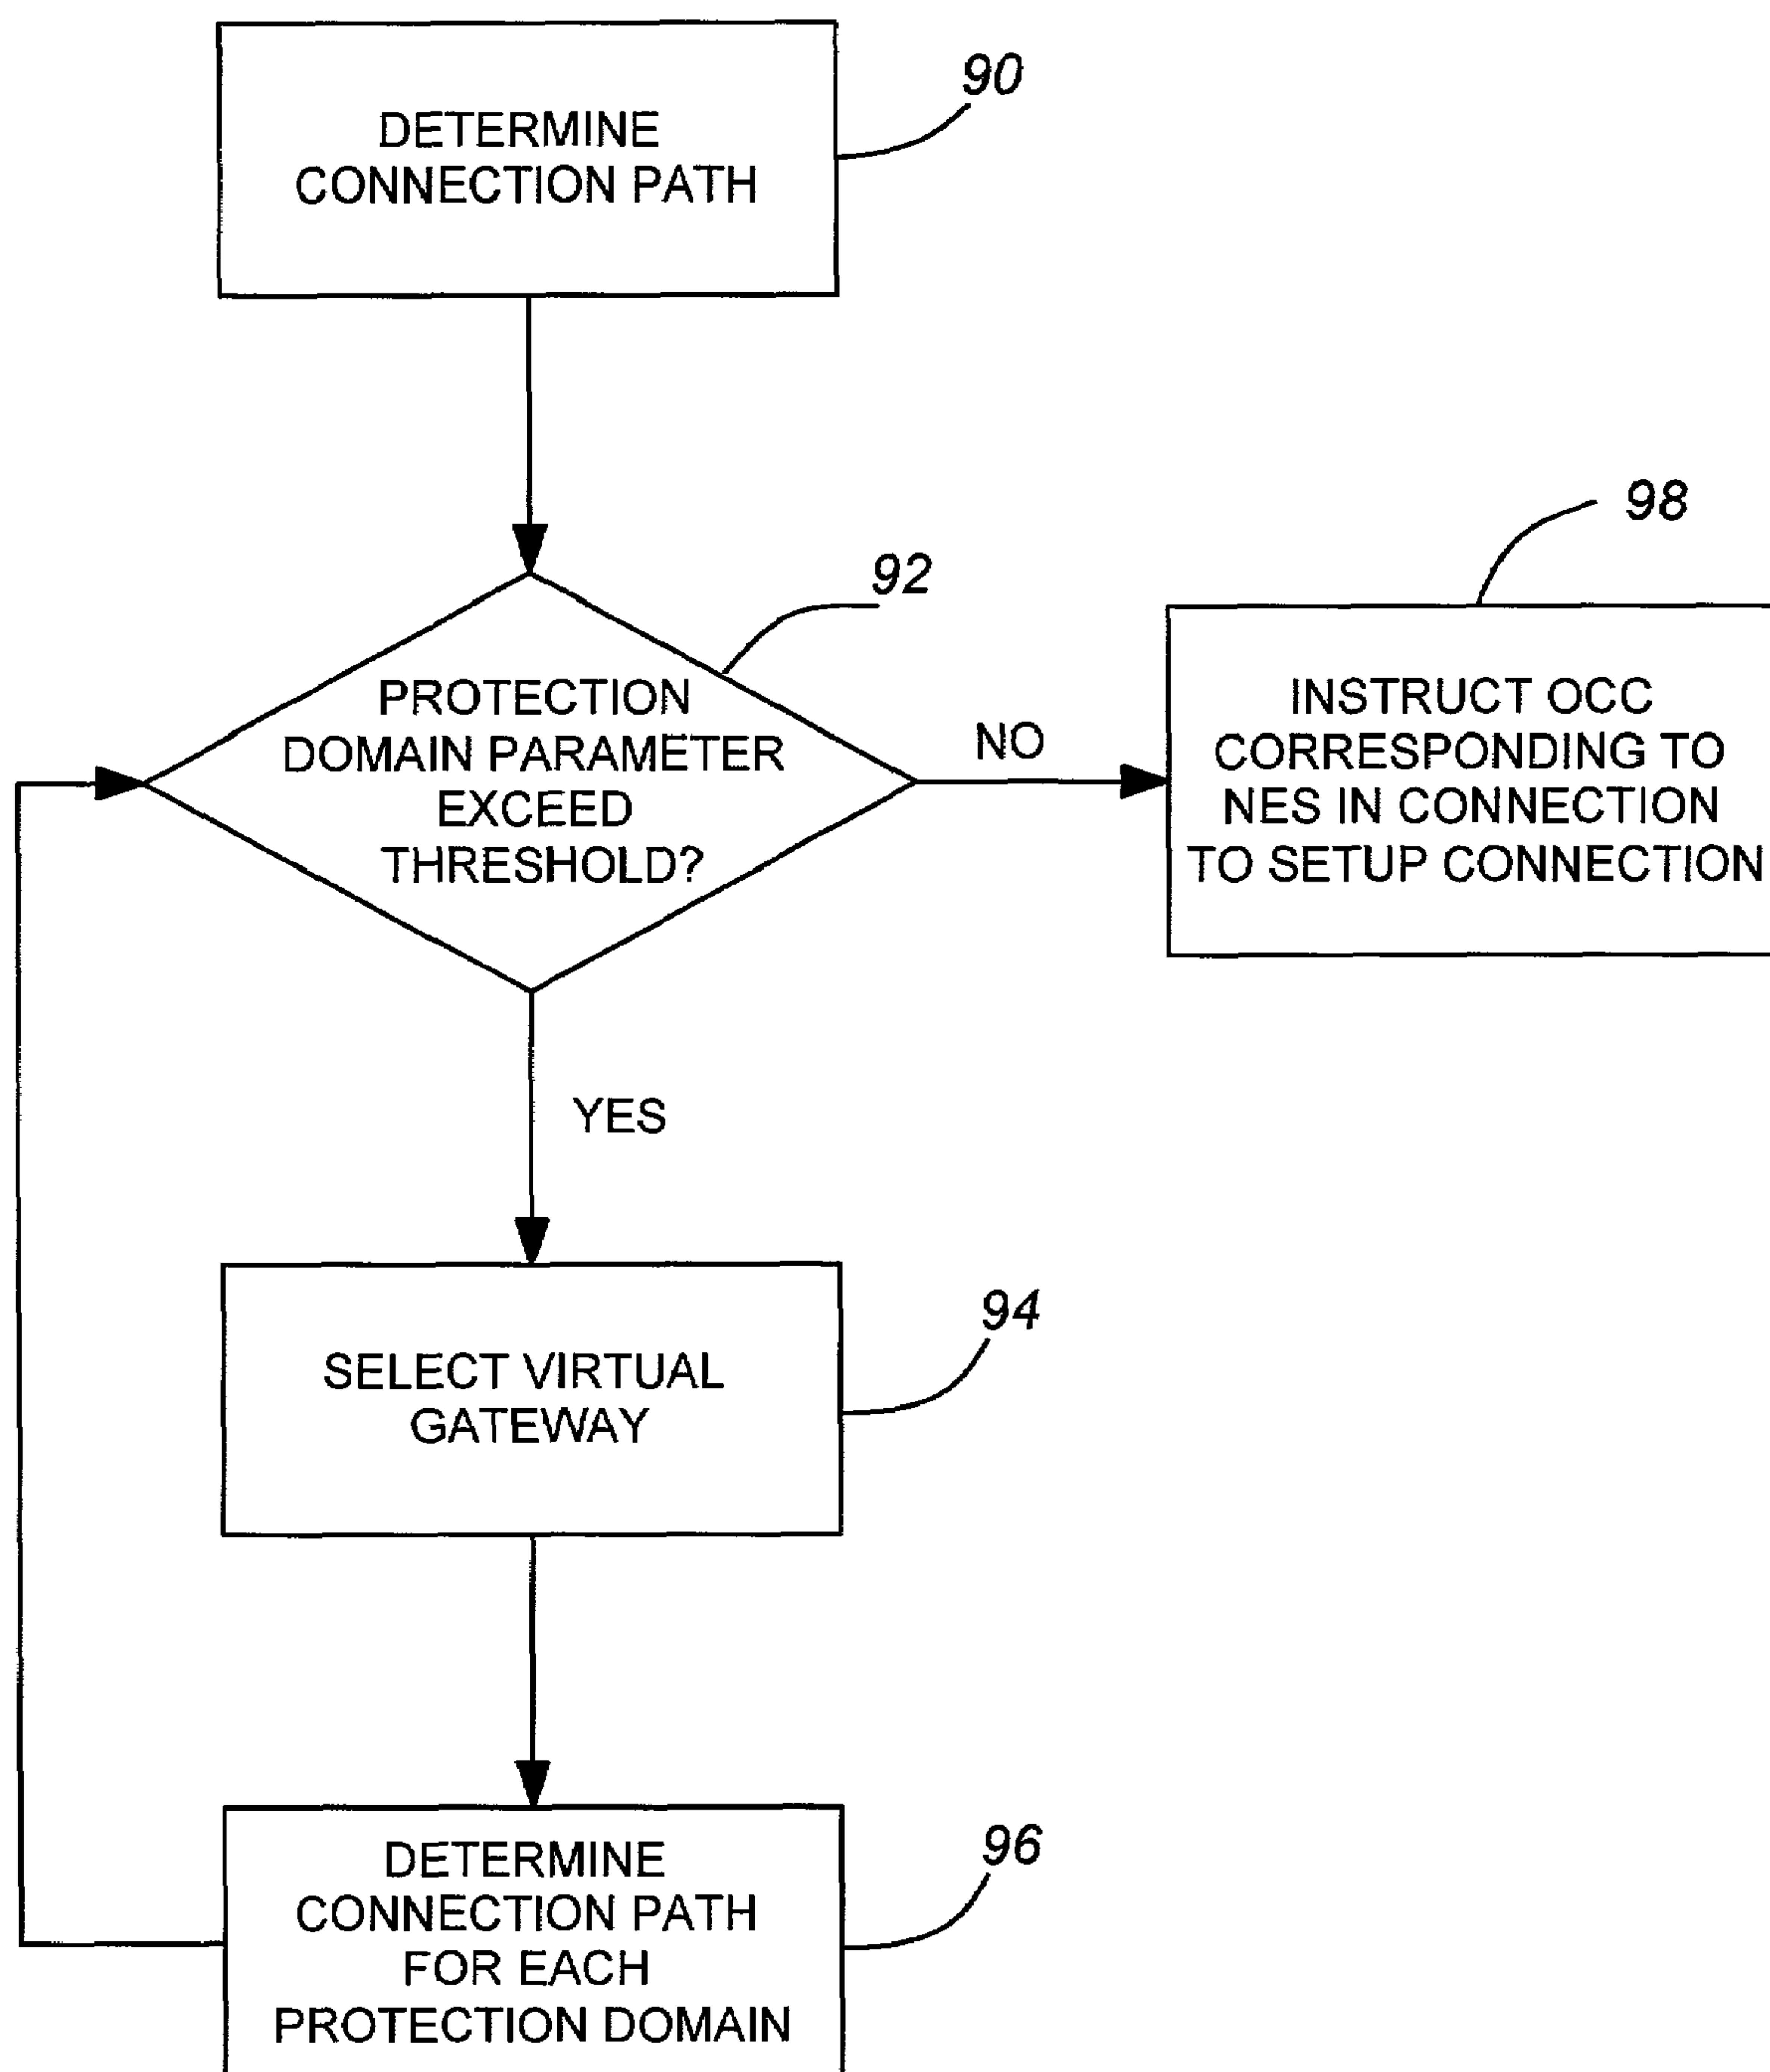 DETERMINE
CONNECTION PATH
90
92
PROTECTION
DOMAIN PARAMETER
EXCEED
THRESHOLD?
NO
98
INSTRUCT OCC
CORRESPONDING TO
NES IN CONNECTION
TO SETUP CONNECTION
YES
SELECT VIRTUAL
GATEWAY
94
DETERMINE
CONNECTION PATH
FOR EACH
PROTECTION DOMAIN
96